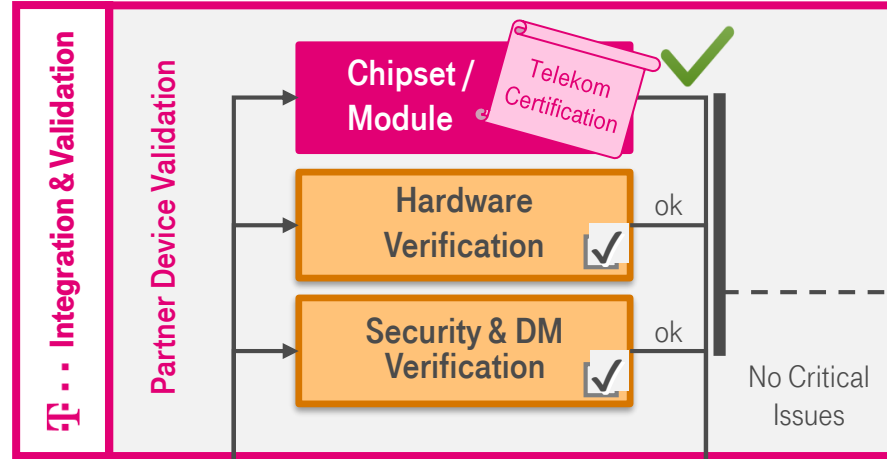 T · · Integration & Validation
Partner Device Validation
Chipset /
Module
Telekom
Certification
Hardware
Verification
ok
Security & DM
Verification
ok
No Critical
Issues